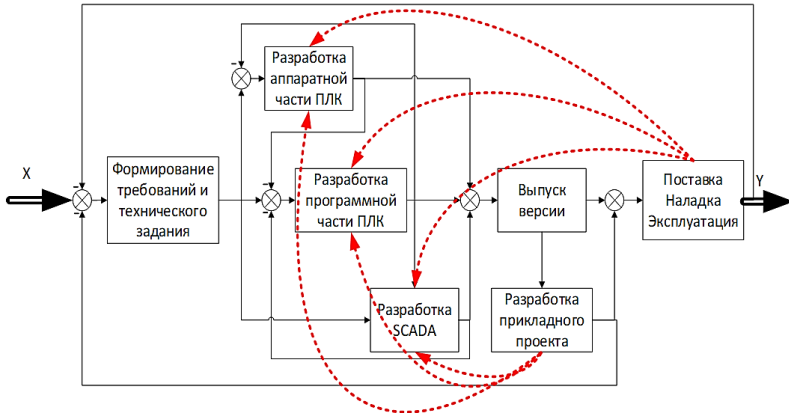 Разработка
аппаратной
части ПЛК
X
Формирование
требований и
технического
задания
Разработка
программной
части ПЛК
Выпуск
версии
Поставка
Наладка
Эксплуатация
Y
Разработка
SCADA
Разработка
прикладного
проекта